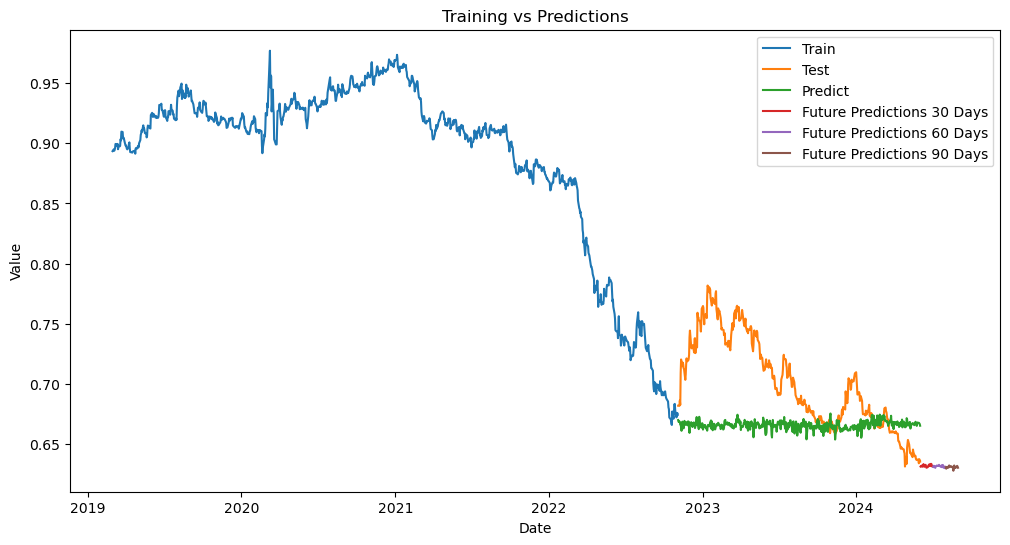 Training vs Predictions
Train
Test
Predict
Future Predictions 30 Days
Future Predictions 60 Days
Future Predictions 90 Days
Value
0.95
0.90
0.85
0.80
0.75
0.70
0.65
2019
2020
2021
2022
2023
2024
Date